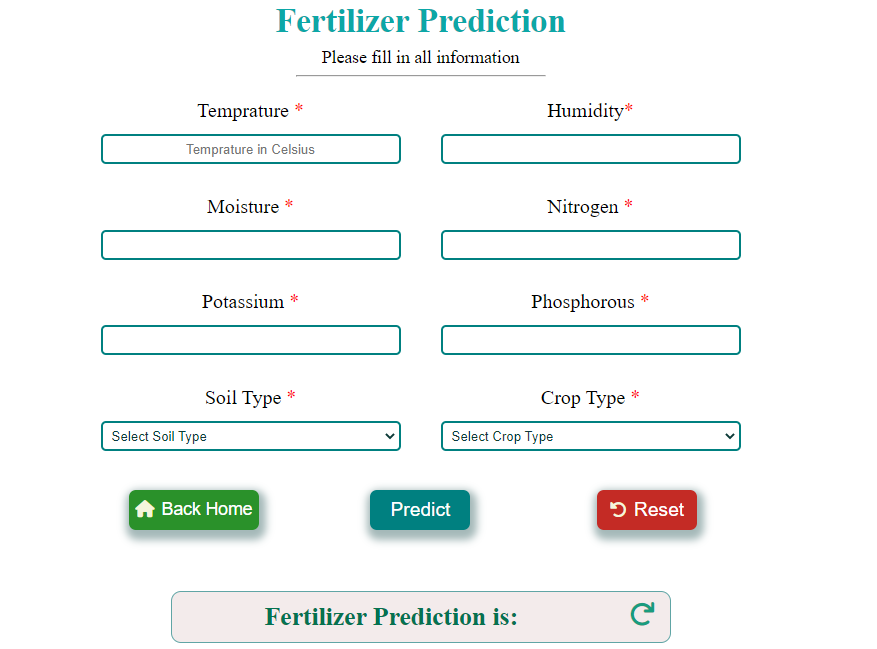 Fertilizer Prediction
Please fill in all information
Temprature *
Humidity*
Temprature in Celsius
Moisture *
Nitrogen *
Potassium *
Phosphorous *
Soil Type *
Crop Type *
Select Soil Type
Select Crop Type
Back Home
Predict
Reset
Fertilizer Prediction is: